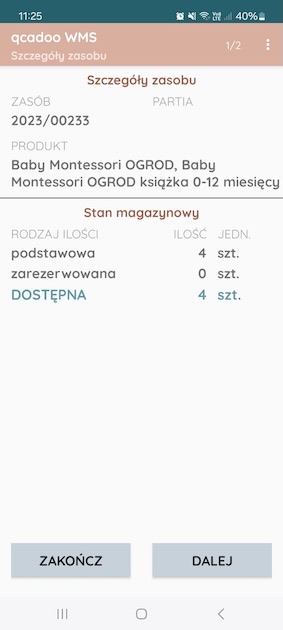 11:25
40%
qcadoo WMS
1/2
Szczegóły zasobu
Szczegóły zasobu
ZASÓB PARTIA
2023/00233
PRODUKT
Baby Montessori OGROD, Baby
Montessori OGROD książka 0-12 miesięcy
Stan magazynowy
RODZAJ ILOŚCI ILOŚĆ JEDN.
podstawowa 4 szt.
zarezerwowana 0 szt.
DOSTĘPNA 4 szt.
ZAKOŃCZ DALEJ